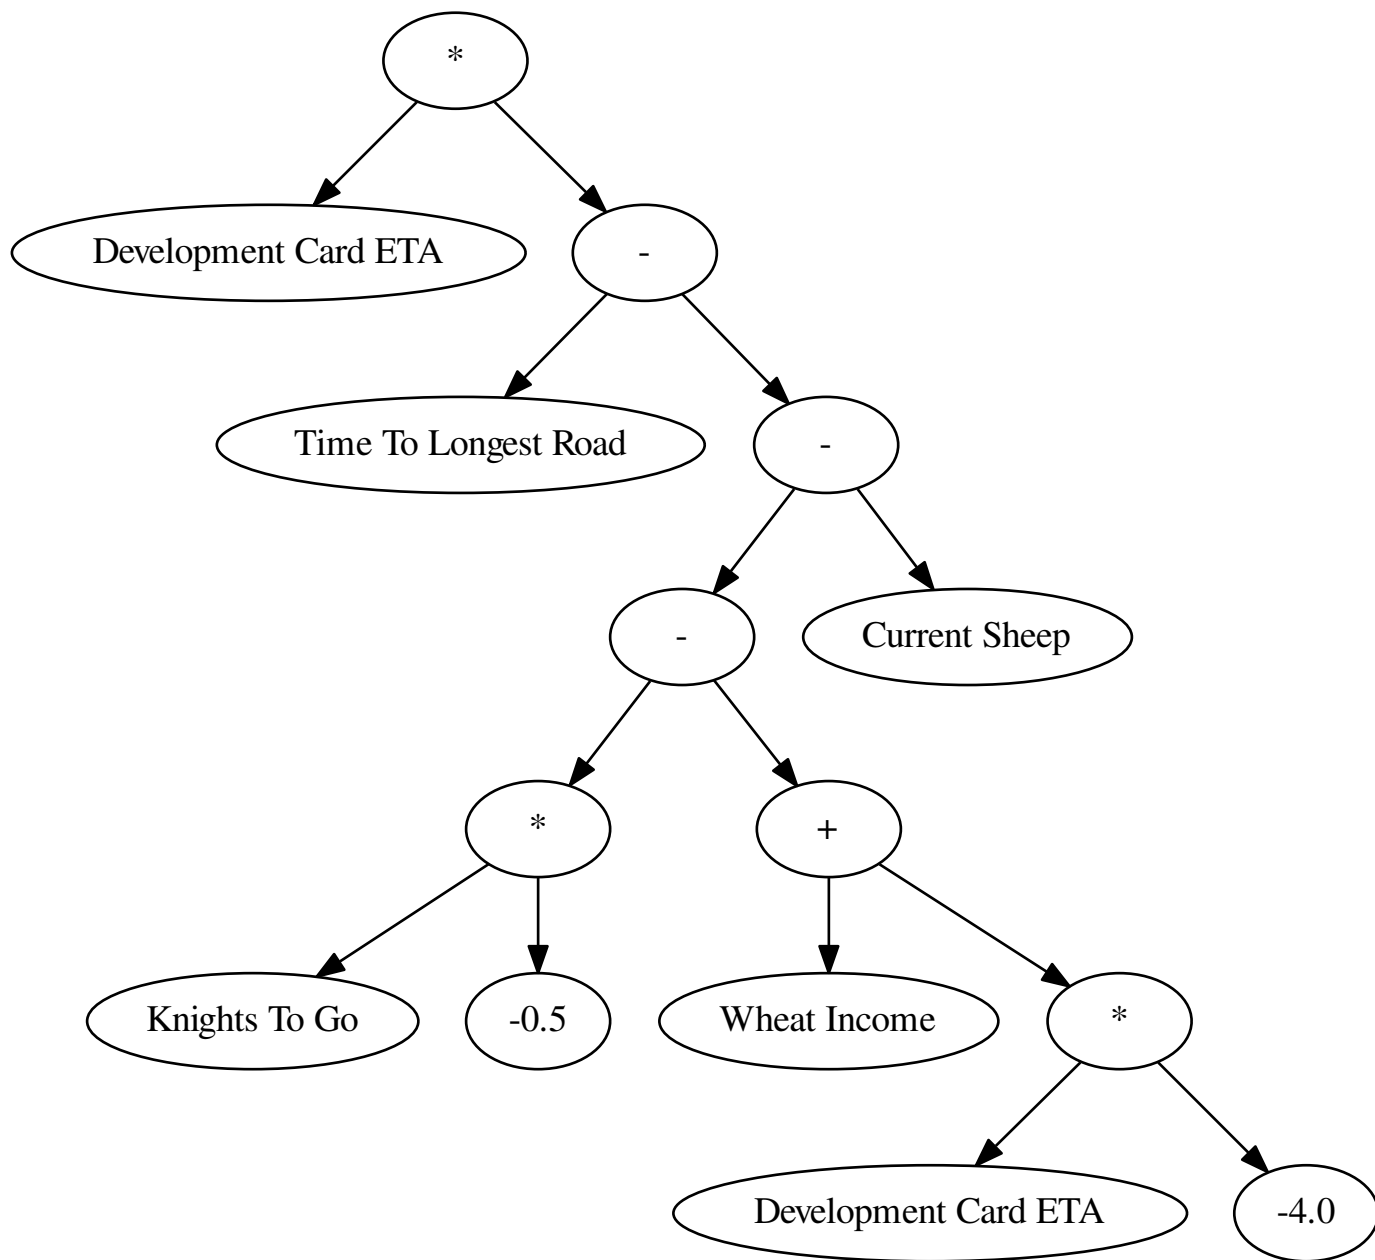 *
Development Card ETA
-
Time To Longest Road
-
-
Current Sheep
*
+
Knights To Go
-0.5
Wheat Income
*
Development Card ETA
-4.0